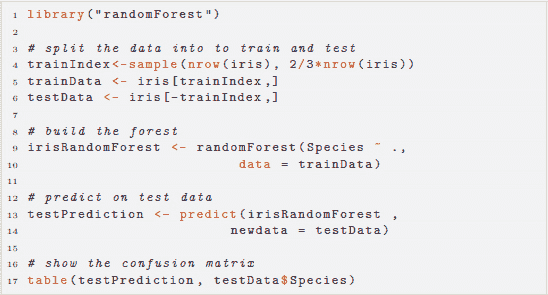 1 library("randomForest")
2
3 # split the data into to train and test
4 trainIndex<-sample(nrow(iris), 2/3*nrow(iris))
5 trainData <- iris[trainIndex,]
6 testData <- iris[-trainIndex,]
7
8 # build the forest
9 irisRandomForest <- randomForest(Species ~ .,
10 data = trainData)
11
12 # predict on test data
13 testPrediction <- predict(irisRandomForest ,
14 newdata = testData)
15
16 # show the confusion matrix
17 table(testPrediction, testData$Species)